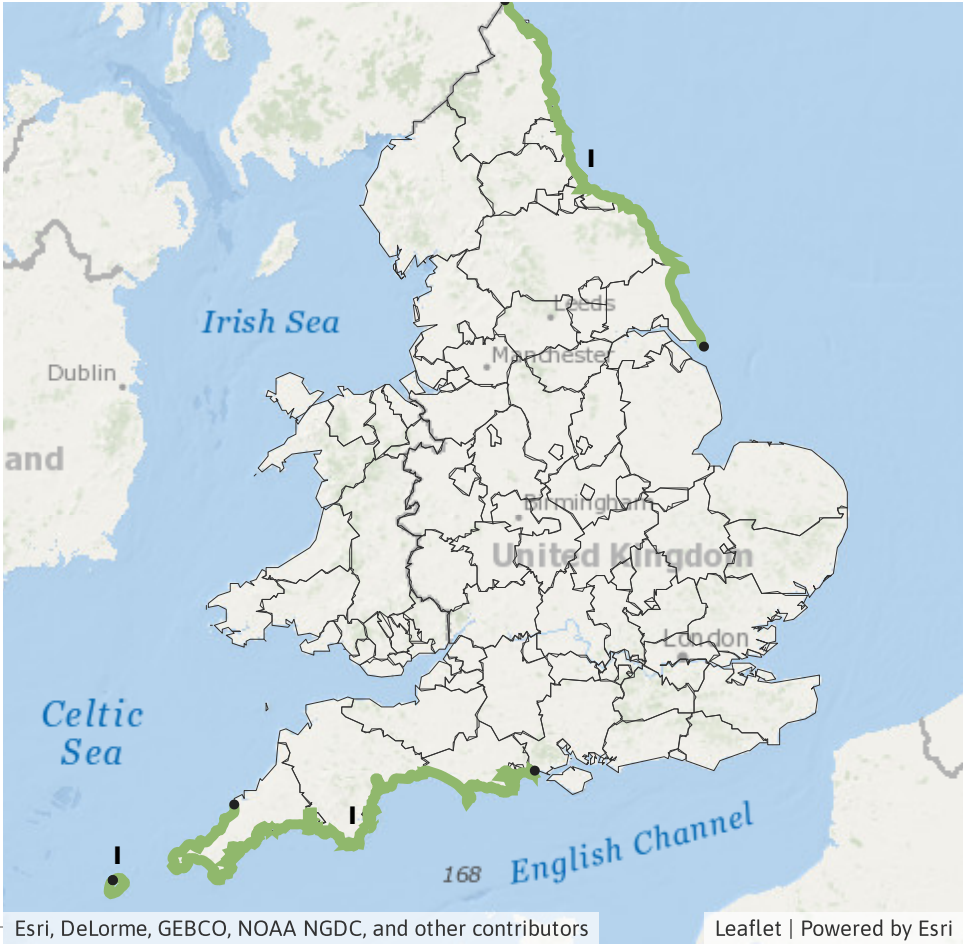 I
Leeds
Irish Sea
Manchester
Dublin
and
Birmingham
United Kingdom
London
Celtic
Sea
I
I
168
English Channel
Esri, DeLorme, GEBCO, NOAA NGDC, and other contributors
Leaflet | Powered by Esri